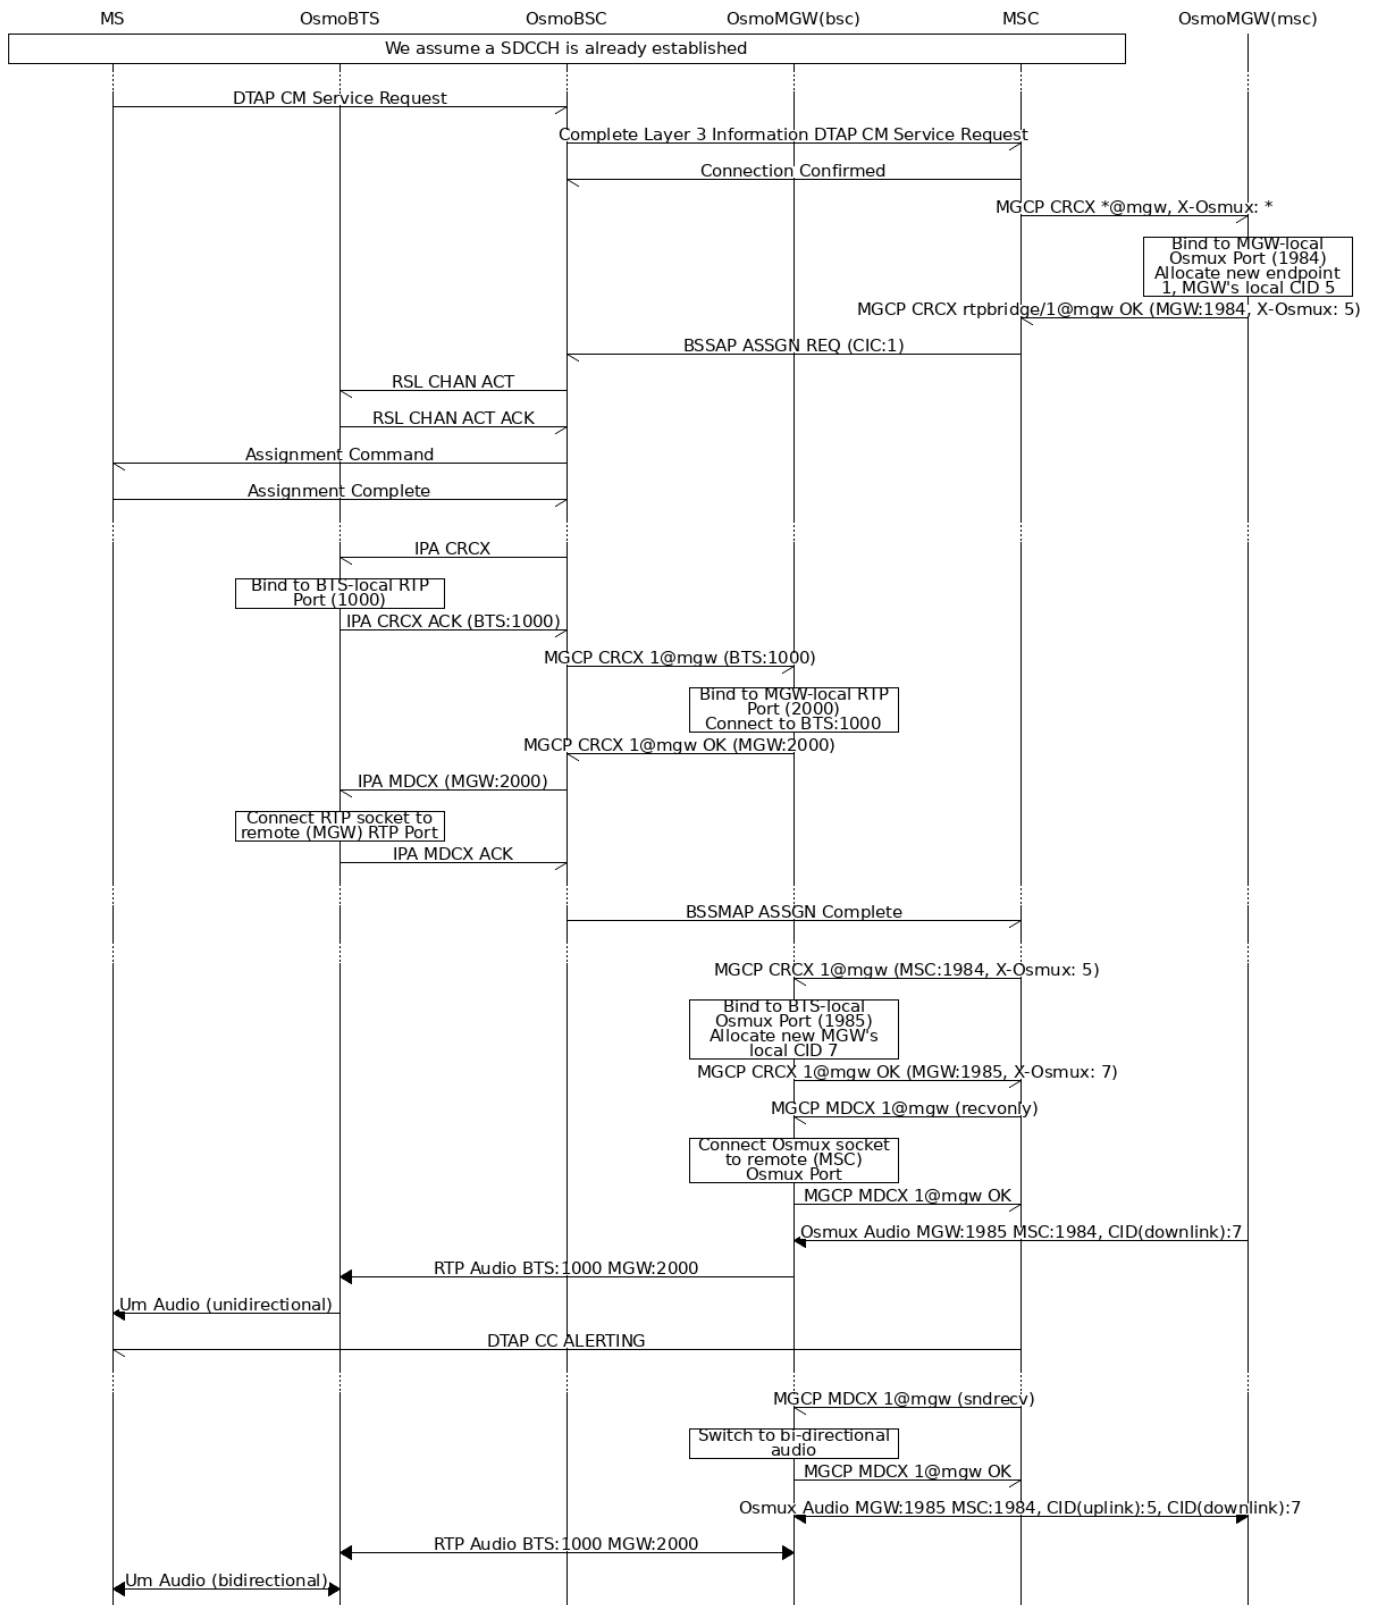 MS OsmoBTS OsmoBSC OsmoMGW(bsc) MSC OsmoMGW(msc)
We assume a SDCCH is already established
DTAP CM Service Request
Complete Layer 3 Information DTAP CM Service Request
Connection Confirmed
MGCP CRCX *@mgw, X-Osmux: *
Bind to MGW-local
Osmux Port (1984)
Allocate new endpoint
1, MGW's local CID 5
MGCP CRCX rtpbridge/1@mgw OK (MGW:1984, X-Osmux: 5)
BSSAP ASSGN REQ (CIC:1)
RSL CHAN ACT
RSL CHAN ACT ACK
Assignment Command
Assignment Complete
IPA CRCX
Bind to BTS-local RTP
Port (1000)
IPA CRCX ACK (BTS:1000)
MGCP CRCX 1@mgw (BTS:1000)
Bind to MGW-local RTP
Port (2000)
Connect to BTS:1000
MGCP CRCX 1@mgw OK (MGW:2000)
IPA MDCX (MGW:2000)
Connect RTP socket to
remote (MGW) RTP Port
IPA MDCX ACK
BSSMAP ASSGN Complete
MGCP CRCX 1@mgw (MSC:1984, X-Osmux: 5)
Bind to BTS-local
Osmux Port (1985)
Allocate new MGW's
local CID 7
MGCP CRCX 1@mgw OK (MGW:1985, X-Osmux: 7)
MGCP MDCX 1@mgw (recvonly)
Connect Osmux socket
to remote (MSC)
Osmux Port
MGCP MDCX 1@mgw OK
Osmux Audio MGW:1985 MSC:1984, CID(downlink):7
RTP Audio BTS:1000 MGW:2000
Um Audio (unidirectional)
DTAP CC ALERTING
MGCP MDCX 1@mgw (sndrecv)
Switch to bi-directional
audio
MGCP MDCX 1@mgw OK
Osmux Audio MGW:1985 MSC:1984, CID(uplink):5, CID(downlink):7
RTP Audio BTS:1000 MGW:2000
Um Audio (bidirectional)